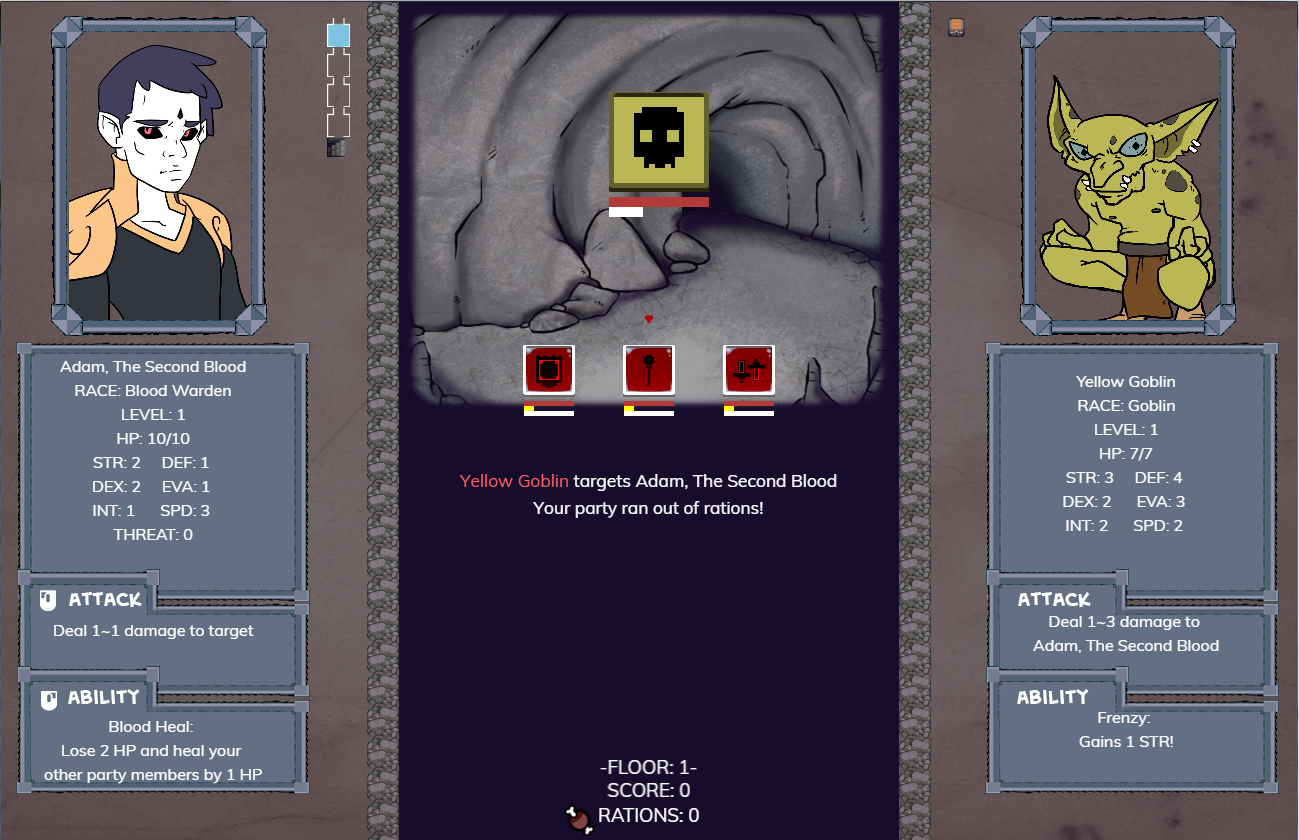 Adam, The Second Blood
RACE: Blood Warden
LEVEL: 1
HP: 10/10
STR: 2 DEF: 1
DEX: 2 EVA: 1
INT: 1 SPD: 3
THREAT: 0
ATTACK
Deal 1~1 damage to target
ABILITY
Blood Heal:
Lose 2 HP and heal your
other party members by 1 HP
Yellow Goblin targets Adam, The Second Blood
Your party ran out of rations!
-FLOOR: 1-
SCORE: 0
RATIONS: 0
Yellow Goblin
RACE: Goblin
LEVEL: 1
HP: 7/7
STR: 3 DEF: 4
DEX: 2 EVA: 3
INT: 2 SPD: 2
ATTACK
Deal 1~3 damage to
Adam, The Second Blood
ABILITY
Frenzy:
Gains 1 STR!